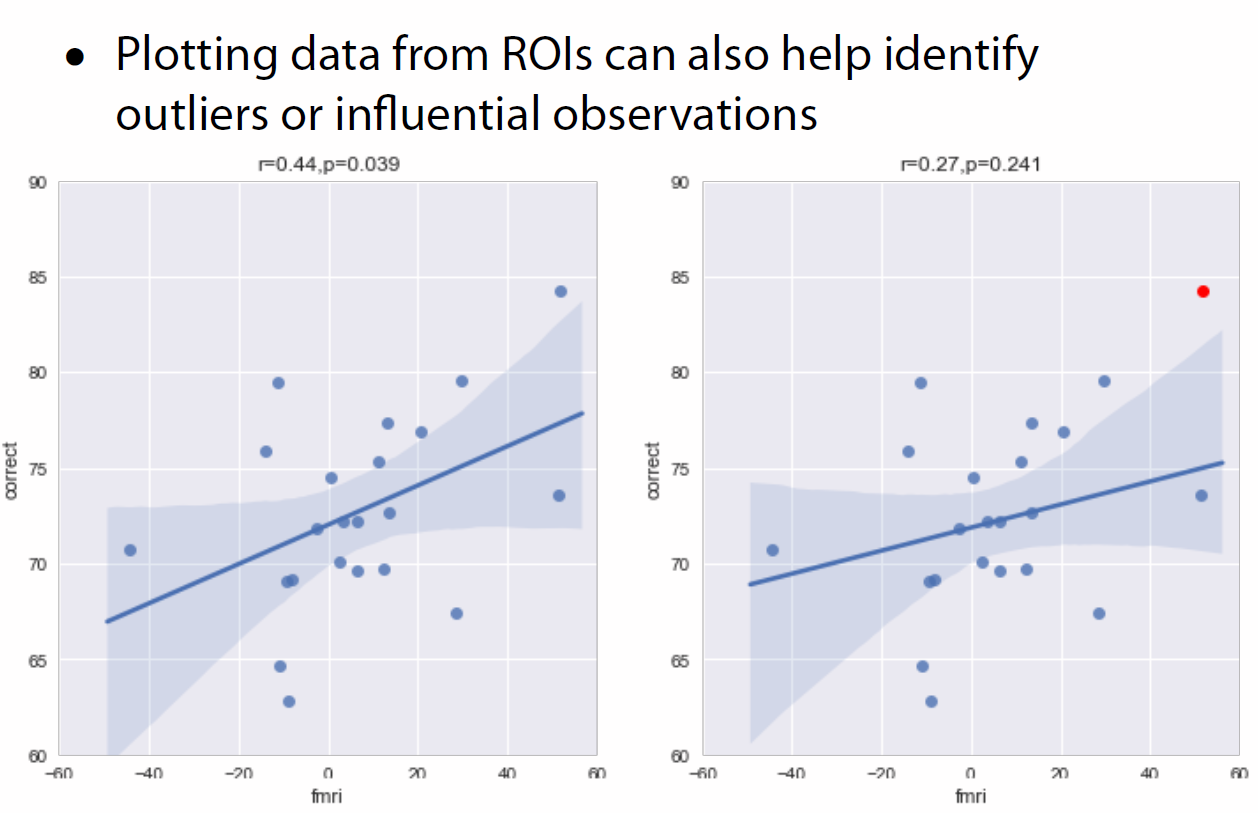 • Plotting data from ROIs can also help identify
outliers or influential observations
r=0.44,p=0.039
90
85
80
75
70
65
60
correct
−60 −40 −20 0 20 40 60
fmri
r=0.27,p=0.241
90
85
80
75
70
65
60
correct
−60 −40 −20 0 20 40 60
fmri